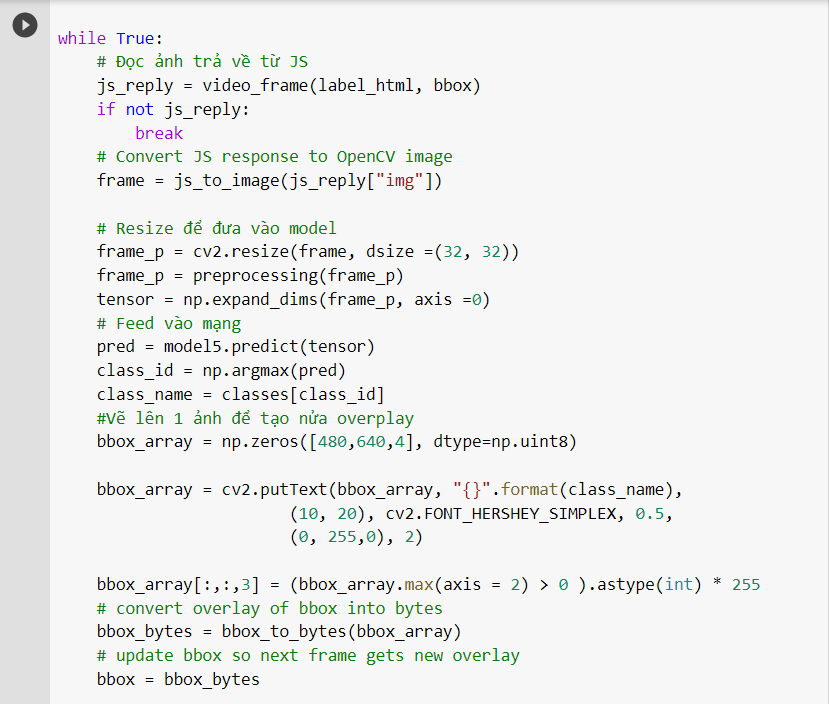 while True:
# Đọc ảnh trả về từ JS
js_reply = video_frame(label_html, bbox)
if not js_reply:
break
# Convert JS response to OpenCV image
frame = js_to_image(js_reply["img"])
# Resize để đưa vào model
frame_p = cv2.resize(frame, dsize =(32, 32))
frame_p = preprocessing(frame_p)
tensor = np.expand_dims(frame_p, axis =0)
# Feed vào mạng
pred = model5.predict(tensor)
class_id = np.argmax(pred)
class_name = classes[class_id]
#Vẽ lên 1 ảnh để tạo nửa overplay
bbox_array = np.zeros([480,640,4], dtype=np.uint8)
bbox_array = cv2.putText(bbox_array, "{}".format(class_name),
(10, 20), cv2.FONT_HERSHEY_SIMPLEX, 0.5,
(0, 255,0), 2)
bbox_array[:,:,3] = (bbox_array.max(axis = 2) > 0 ).astype(int) * 255
# convert overlay of bbox into bytes
bbox_bytes = bbox_to_bytes(bbox_array)
# update bbox so next frame gets new overlay
bbox = bbox_bytes